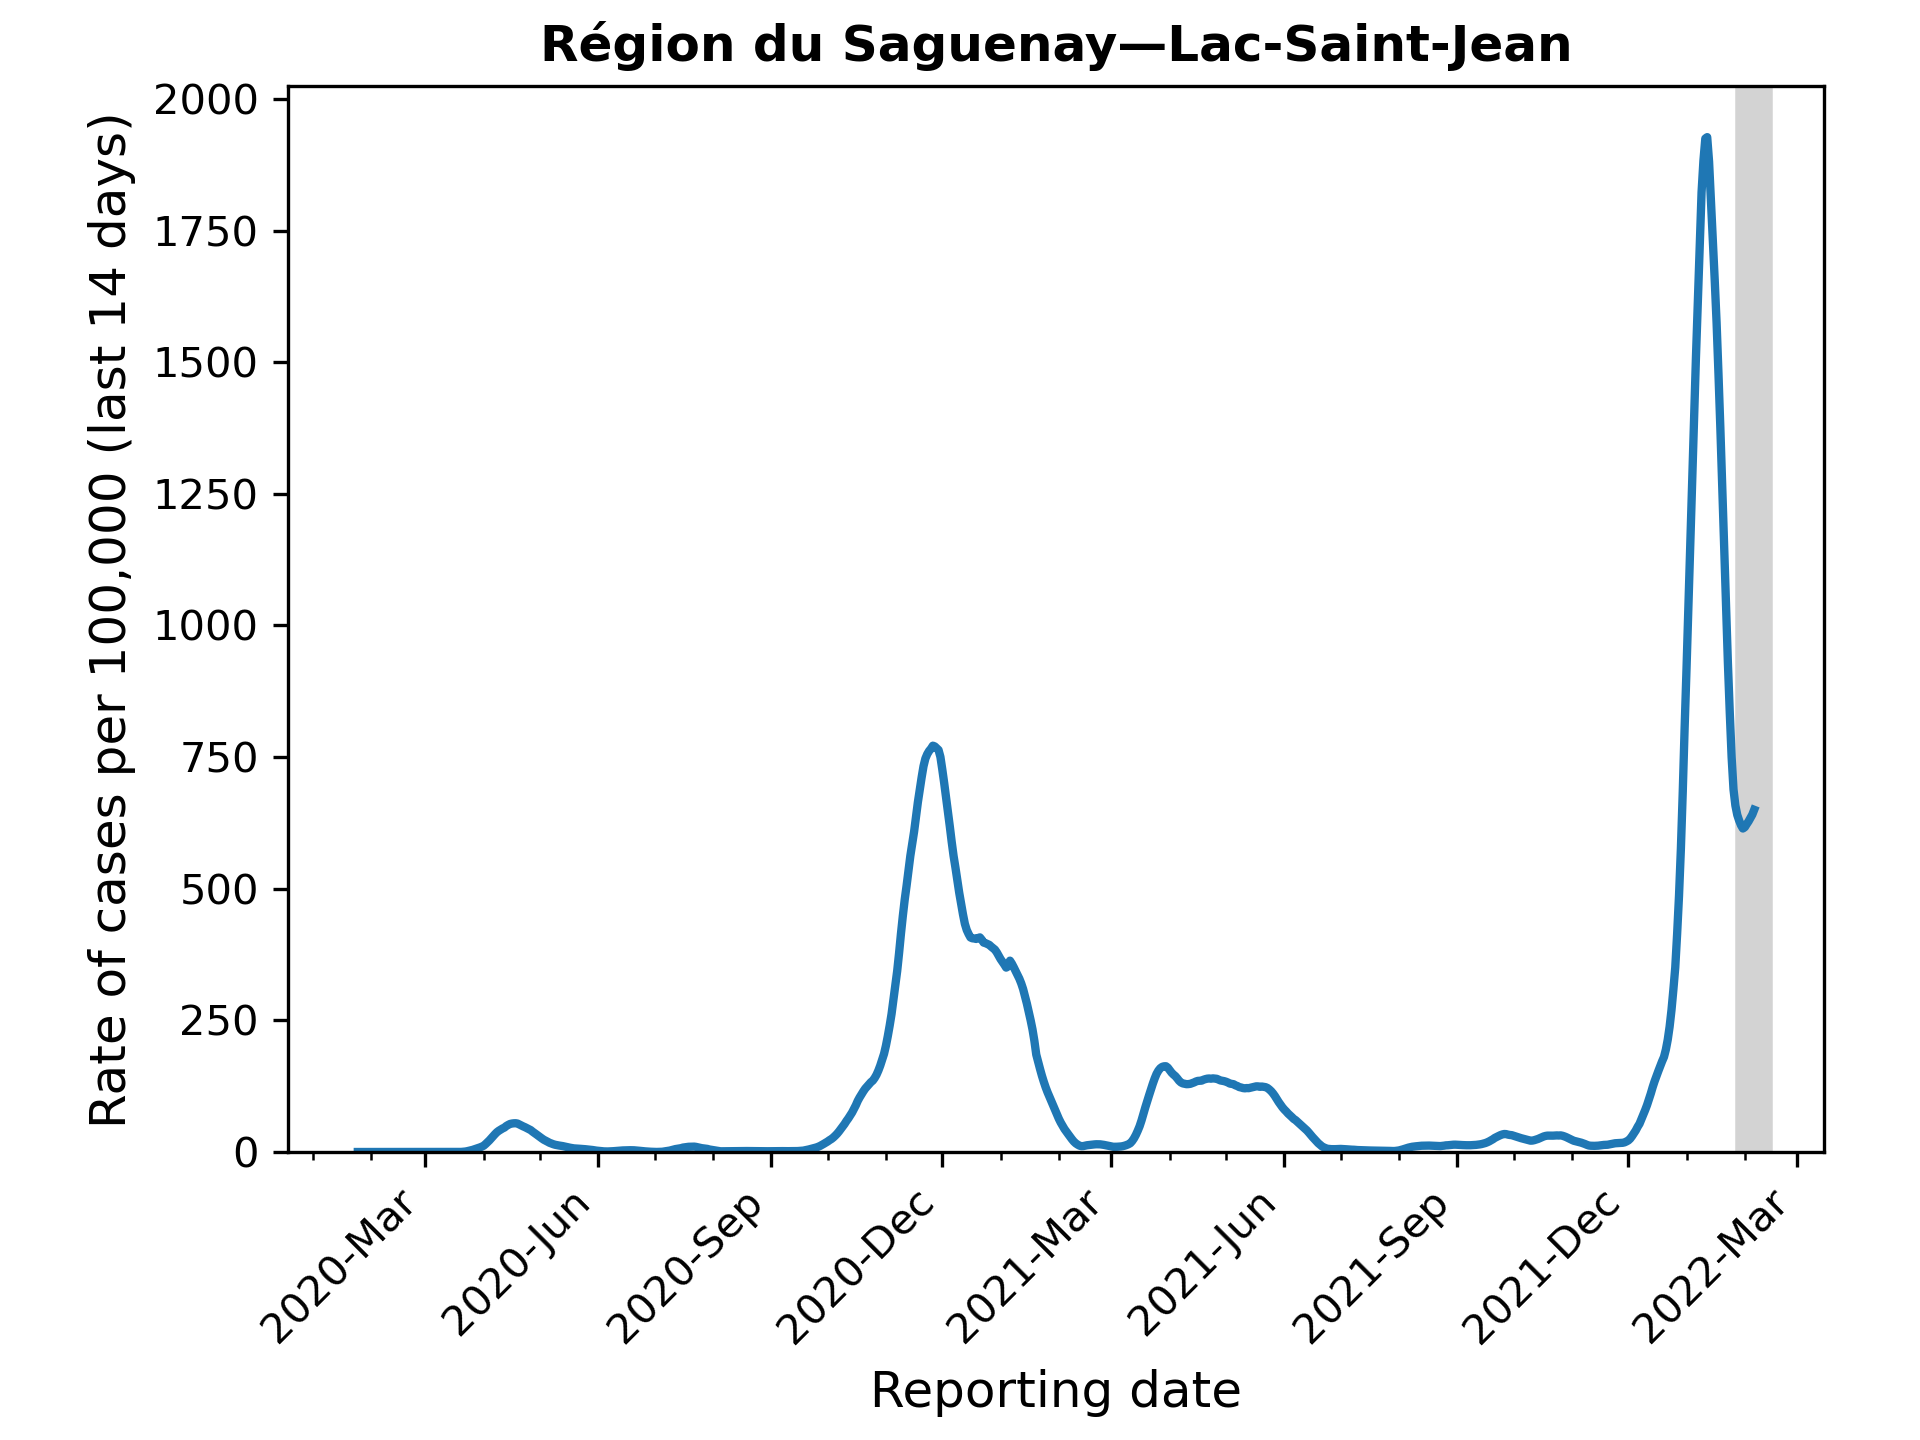 Région du Saguenay—Lac-Saint-Jean
Rate of cases per 100,000 (last 14 days)
2000
1750
1500
1250
1000
750
500
250
0
2020-Mar
2020-Jun
2020-Sep
2020-Dec
2021-Mar
2021-Jun
2021-Sep
2021-Dec
2022-Mar
Reporting date